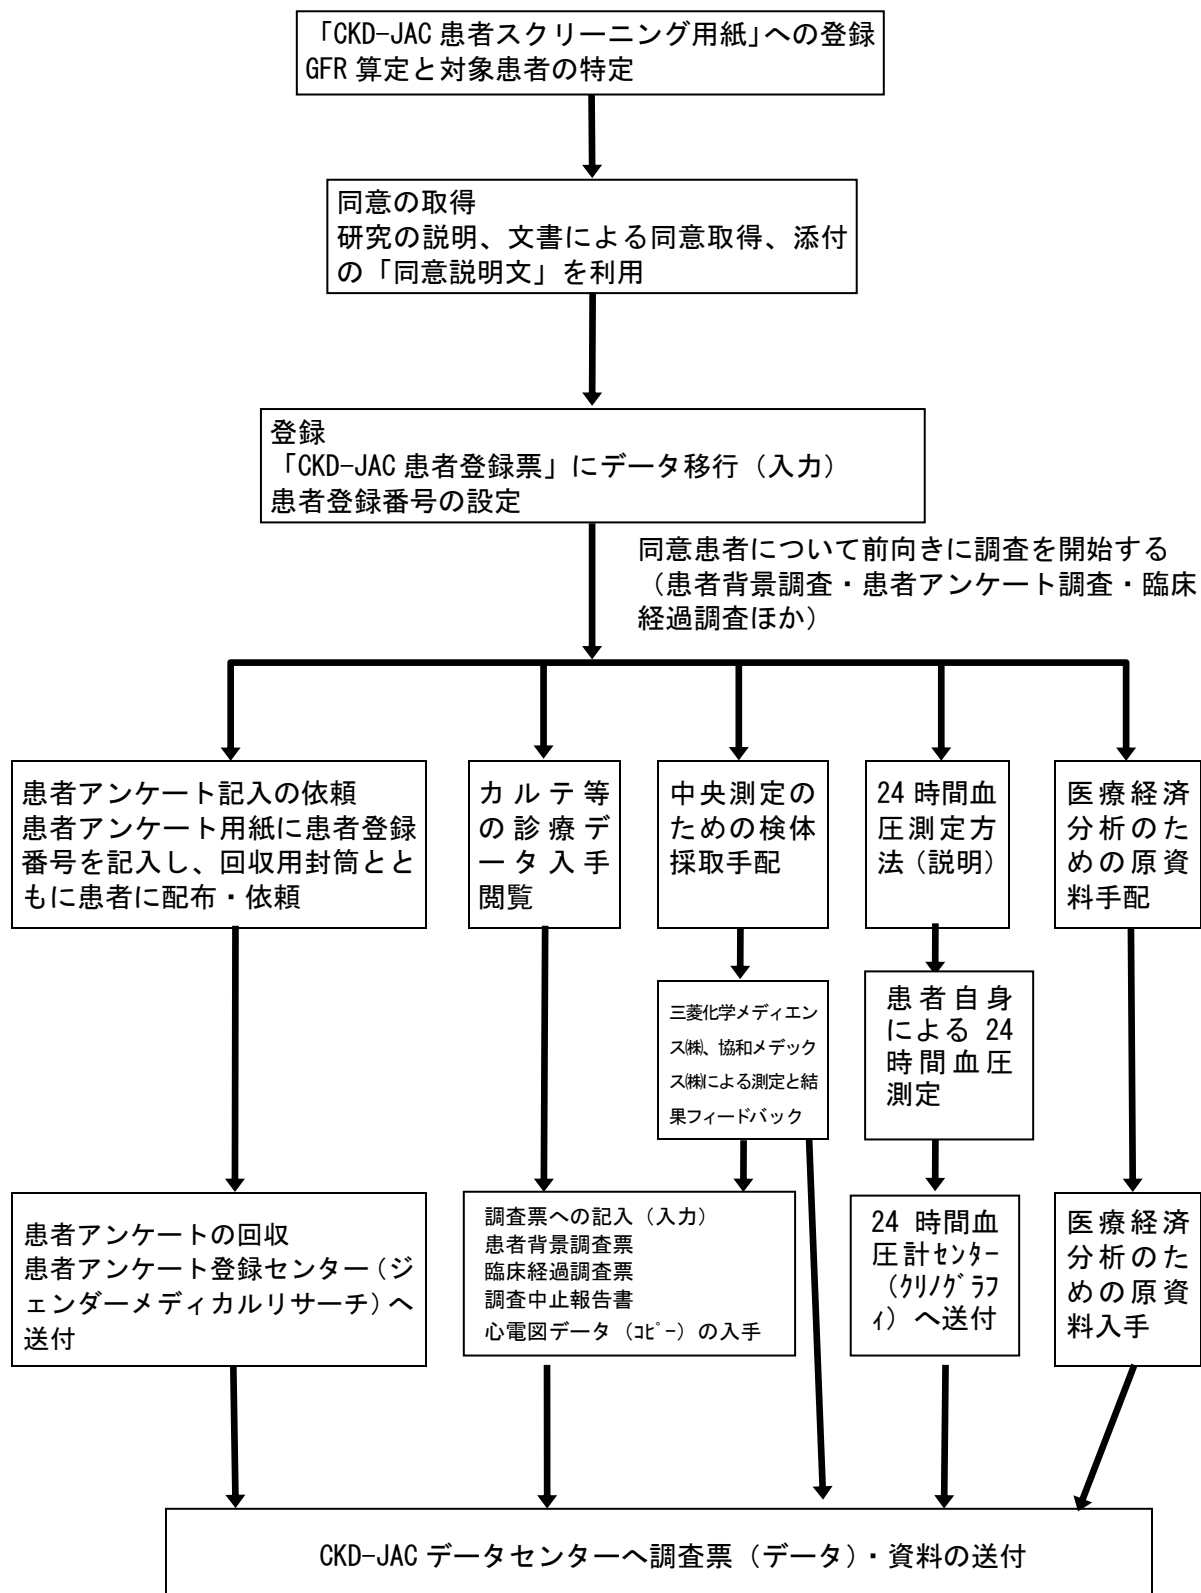 「CKD-JAC 患者スクリーニング用紙」への登録
GFR 算定と対象患者の特定
同意の取得
研究の説明、文書による同意取得、添付
の「同意説明文」を利用
登録
「CKD-JAC 患者登録票」にデータ移行（入力）
患者登録番号の設定
同意患者について前向きに調査を開始する
（患者背景調査・患者アンケート調査・臨床
経過調査ほか）
患者アンケート記入の依頼
患者アンケート用紙に患者登録
番号を記入し、回収用封筒とと
もに患者に配布・依頼
カルテ等
の診療デ
ータ入手
閲覧
中央測定の
ための検体
採取手配
24 時間血
圧測定方
法（説明）
医療経済
分析のた
めの原資
料手配
三菱化学メディエン
ス㈱、協和メデック
ス㈱による測定と結
果フィードバック
患者自身
による 24
時間血圧
測定
患者アンケートの回収
患者アンケート登録センター（ジ
ェンダーメディカルリサーチ）へ
送付
調査票への記入（入力）
患者背景調査票
臨床経過調査票
調査中止報告書
心電図データ（ｺﾋﾟｰ）の入手
24 時間血
圧計ｾﾝﾀｰ
（ｸﾘﾉｸﾞﾗﾌ
ｨ）へ送付
医療経済
分析のた
めの原資
料入手
CKD-JAC データセンターへ調査票（データ）・資料の送付